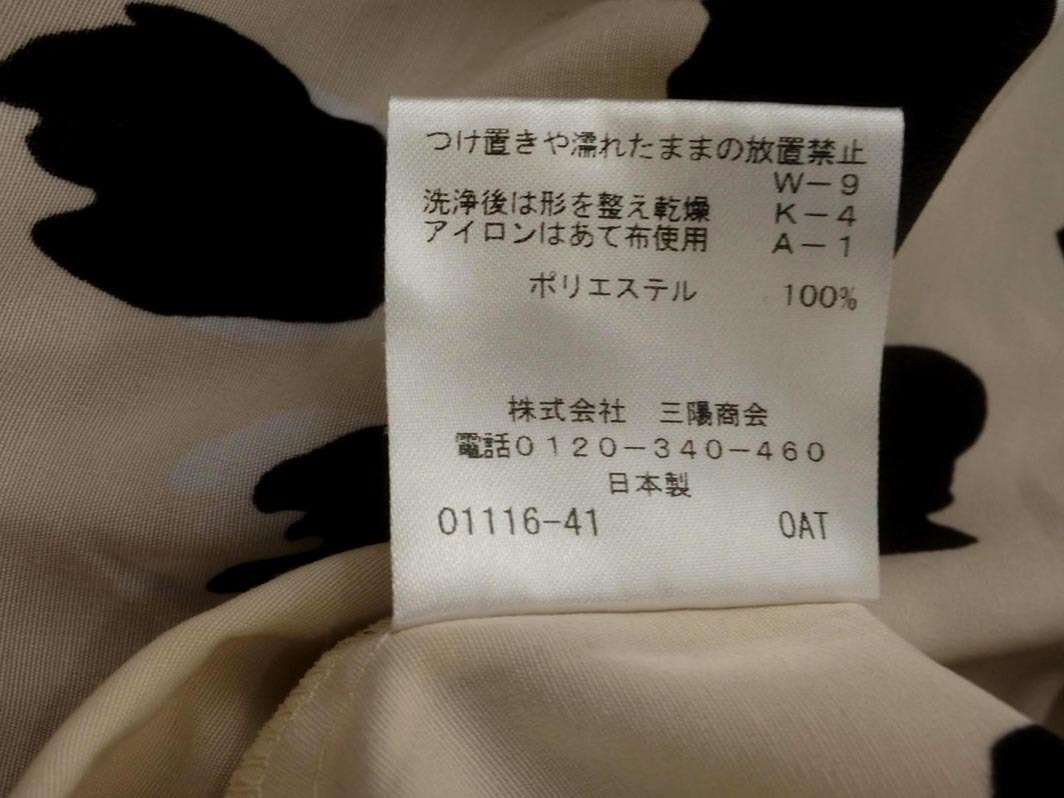 つけ置きや濡れたままの放置禁止
W-9
洗浄後は形を整え乾燥 K-4
アイロンはあて布使用 A-1
ポリエステル 100%
株式会社 三陽商会
電話0120-340-460
日本製
01116-41 0AT